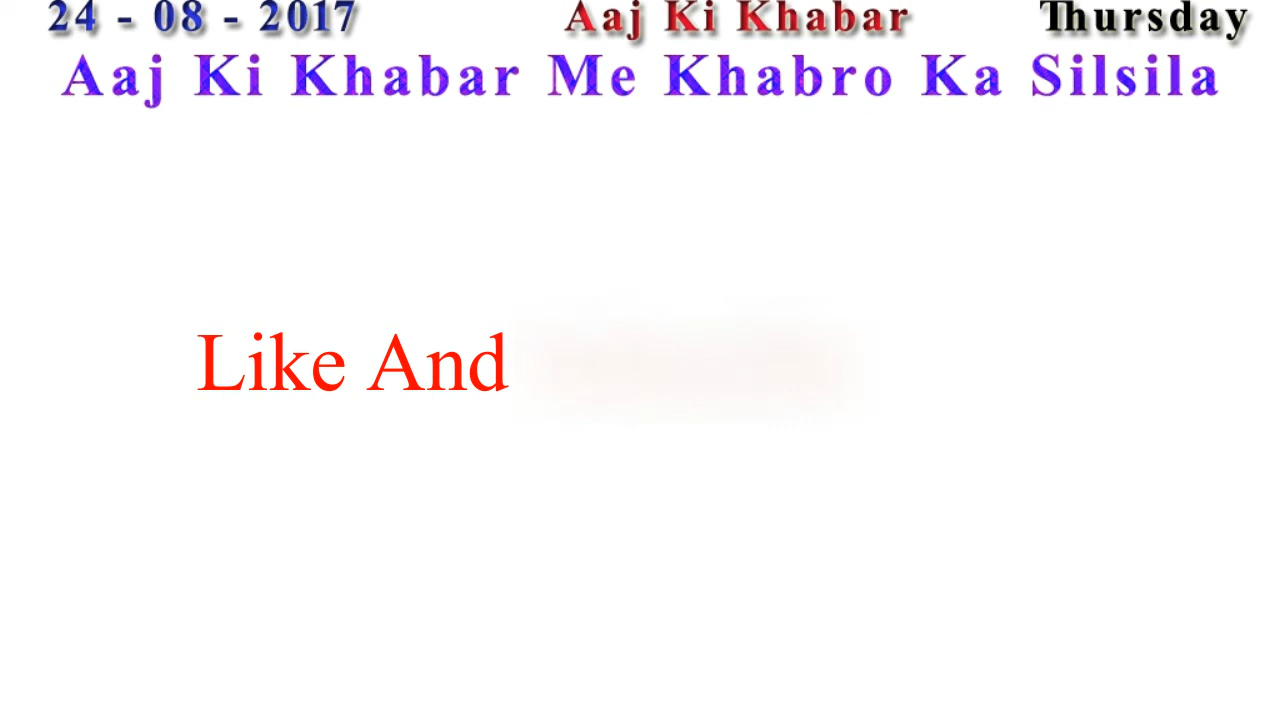 24 - 08 - 2017 Aaj Ki Khabar Thursday
Aaj Ki Khabar Me Khabro Ka Silsila
Like And